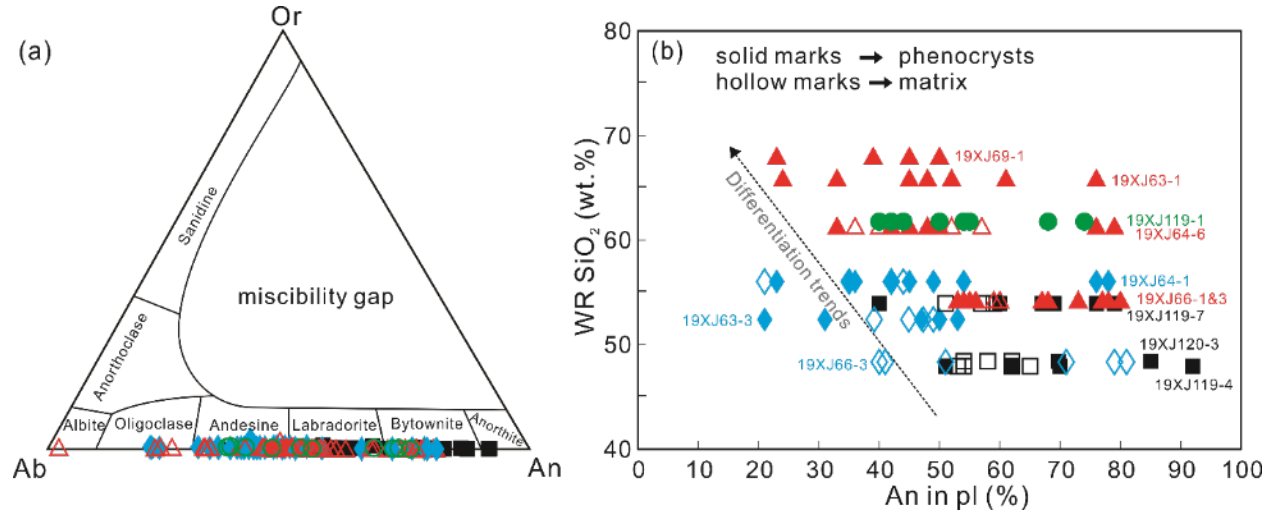 (a)
Or
Sanidine
miscibility gap
Anorthoclase
Albite
Oligoclase
Andesine
Labradorite
Bytownite
Anorthite
Ab
An
(b)
solid marks → phenocrysts
hollow marks → matrix
WR SiO₂ (wt.%)
80
70
60
50
40
Differentiation trends
19XJ69-1
19XJ63-1
19XJ119-1
19XJ64-6
19XJ64-1
19XJ66-1&3
19XJ119-7
19XJ63-3
19XJ120-3
19XJ66-3
19XJ119-4
0 10 20 30 40 50 60 70 80 90 100
An in pl (%)